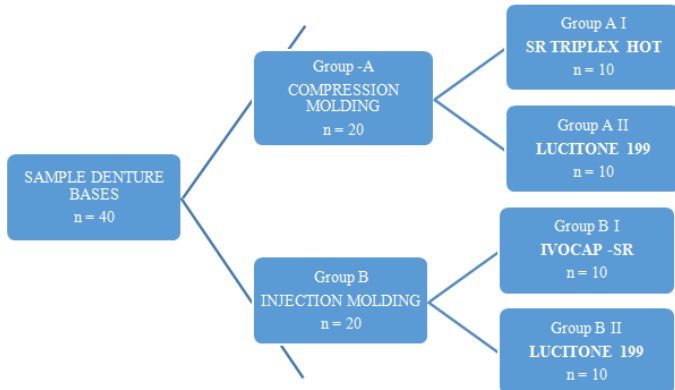 SAMPLE DENTURE
BASES
n = 40
Group -A
COMPRESSION
MOLDING
n = 20
Group B
INJECTION MOLDING
n = 20
Group A I
SR TRIPLEX HOT
n = 10
Group A II
LUCITONE 199
n = 10
Group B I
IVOCAP -SR
n = 10
Group B II
LUCITONE 199
n = 10